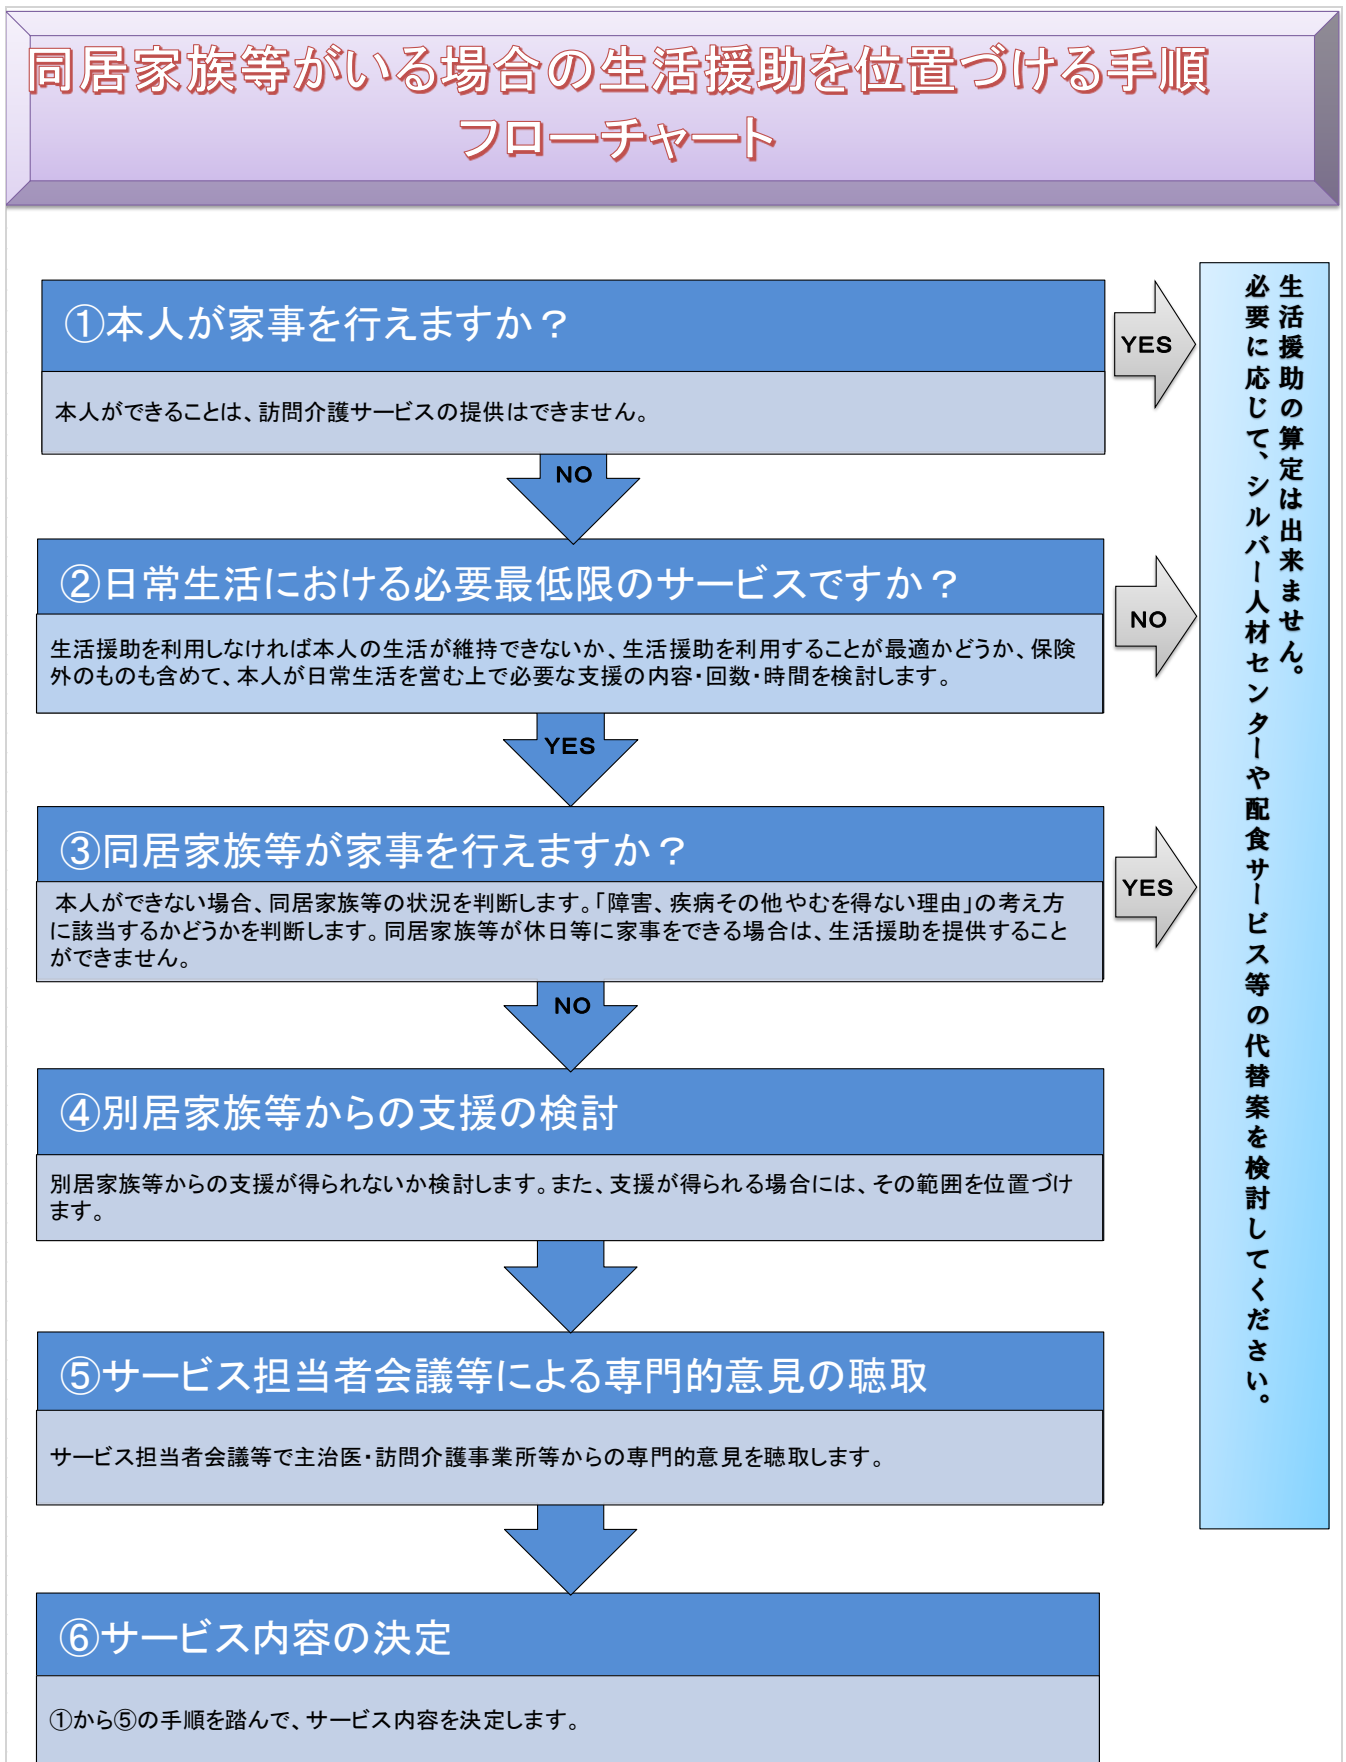 同居家族等がいる場合の生活援助を位置づける手順
フローチャート
①本人が家事を行えますか？
本人ができることは、訪問介護サービスの提供はできません。
YES
NO
②日常生活における必要最低限のサービスですか？
生活援助を利用しなければ本人の生活が維持できないか、生活援助を利用することが最適かどうか、保険
外のものも含めて、本人が日常生活を営む上で必要な支援の内容・回数・時間を検討します。
NO
YES
③同居家族等が家事を行えますか？
本人ができない場合、同居家族等の状況を判断します。「障害、疾病その他やむを得ない理由」の考え方
に該当するかどうかを判断します。同居家族等が休日等に家事をできる場合は、生活援助を提供すること
ができません。
YES
NO
④別居家族等からの支援の検討
別居家族等からの支援が得られないか検討します。また、支援が得られる場合には、その範囲を位置づけ
ます。
⑤サービス担当者会議等による専門的意見の聴取
サービス担当者会議等で主治医・訪問介護事業所等からの専門的意見を聴取します。
⑥サービス内容の決定
①から⑤の手順を踏んで、サービス内容を決定します。
生活援助の算定は出来ません。
必要に応じて、シルバー人材センターや配食サービス等の代替案を検討してください。